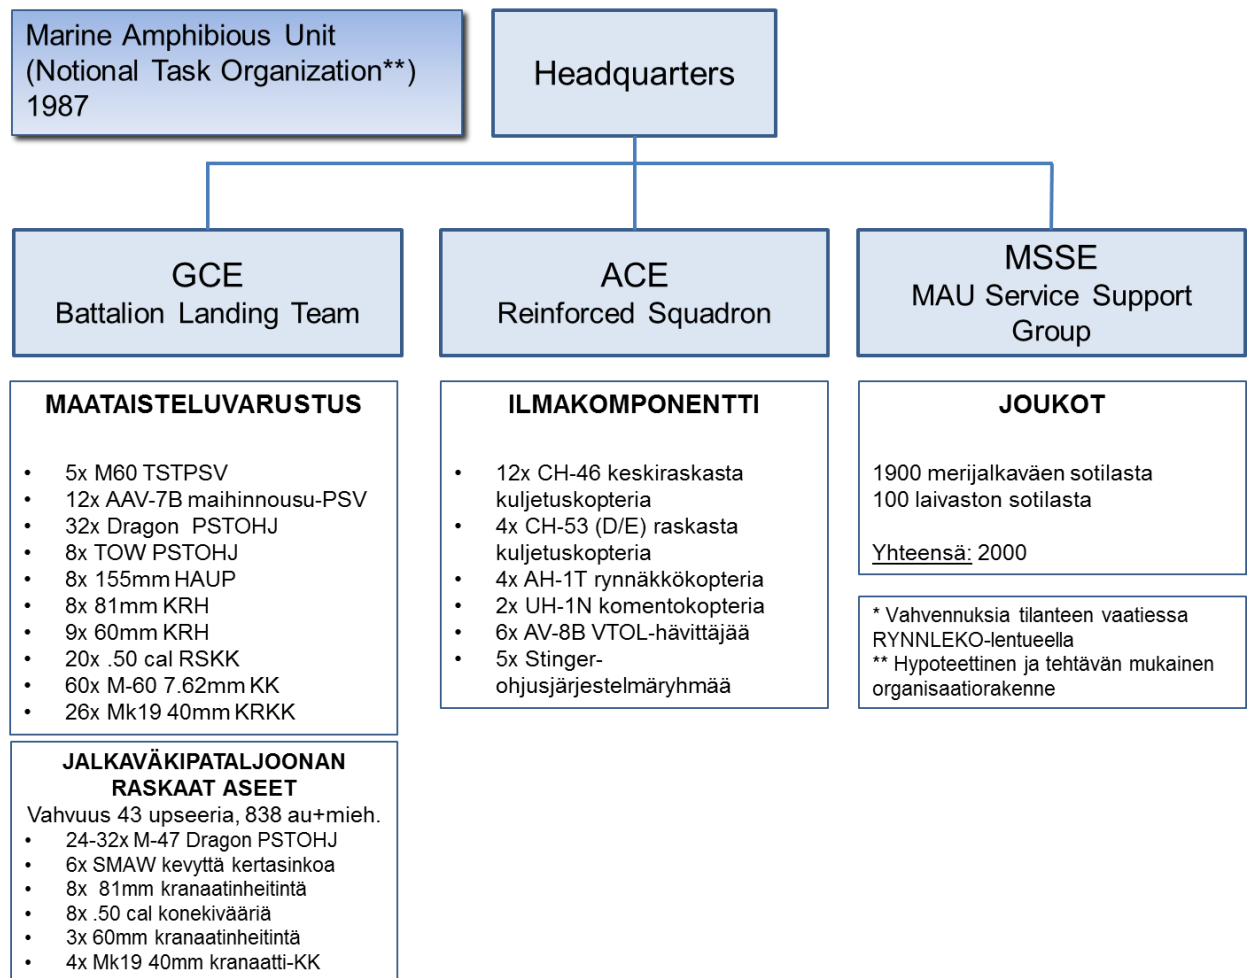 Marine Amphibious Unit
(Notional Task Organization**)
1987
Headquarters
GCE
Battalion Landing Team
ACE
Reinforced Squadron
MSSE
MAU Service Support
Group
MAATAISTELUVARUSTUS
• 5x M60 TSTPSV
• 12x AAV-7B maihinnousu-PSV
• 32x Dragon PSTOHJ
• 8x TOW PSTOHJ
• 8x 155mm HAUP
• 8x 81mm KRH
• 9x 60mm KRH
• 20x .50 cal RSKK
• 60x M-60 7.62mm KK
• 26x Mk19 40mm KRKK
JALKAVÄKIPATALJOONAN
RASKAAT ASEET
Vahvuus 43 upseeria, 838 au+mieh.
• 24-32x M-47 Dragon PSTOHJ
• 6x SMAW kevyttä kertasinkoa
• 8x 81mm kranaatinheitintä
• 8x .50 cal konekivääriä
• 3x 60mm kranaatinheitintä
• 4x Mk19 40mm kranaatti-KK
ILMAKOMPONENTTI
• 12x CH-46 keskiraskasta
kuljetuskopteria
• 4x CH-53 (D/E) raskasta
kuljetuskopteria
• 4x AH-1T rynnäkkökopteria
• 2x UH-1N komentokopteria
• 6x AV-8B VTOL-hävittäjää
• 5x Stinger-
ohjusjärjestelmäryhmää
JOUKOT
1900 merijalkaväen sotilasta
100 laivaston sotilasta
Yhteensä: 2000
* Vahvennuksia tilanteen vaatiessa
RYNNLEKO-lentueella
** Hypoteettinen ja tehtävän mukainen
organisaatiorakenne